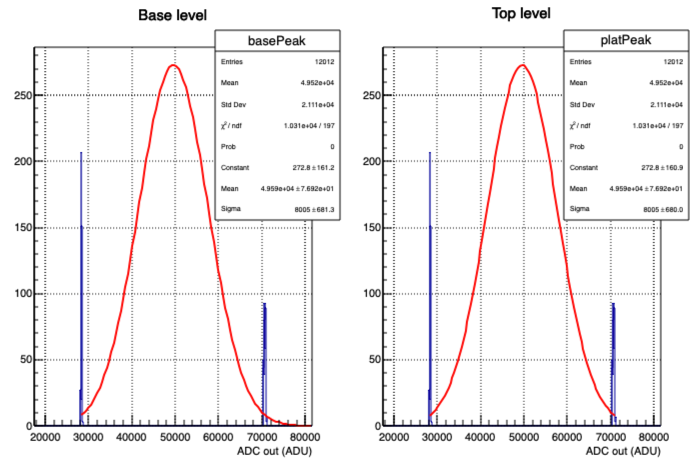 Base level
basePeak
Entries 12012
Mean 4.952e+04
Std Dev 2.111e+04
χ² / ndf 1.031e+04 / 197
Prob 0
Constant 272.8 ± 161.2
Mean 4.959e+04 ± 7.692e+01
Sigma 8005 ± 681.3
250
200
150
100
50
0
20000 30000 40000 50000 60000 70000 80000
ADC out (ADU)
Top level
platPeak
Entries 12012
Mean 4.952e+04
Std Dev 2.111e+04
χ² / ndf 1.031e+04 / 197
Prob 0
Constant 272.8 ± 160.9
Mean 4.959e+04 ± 7.692e+01
Sigma 8005 ± 680.0
250
200
150
100
50
0
20000 30000 40000 50000 60000 70000 80000
ADC out (ADU)